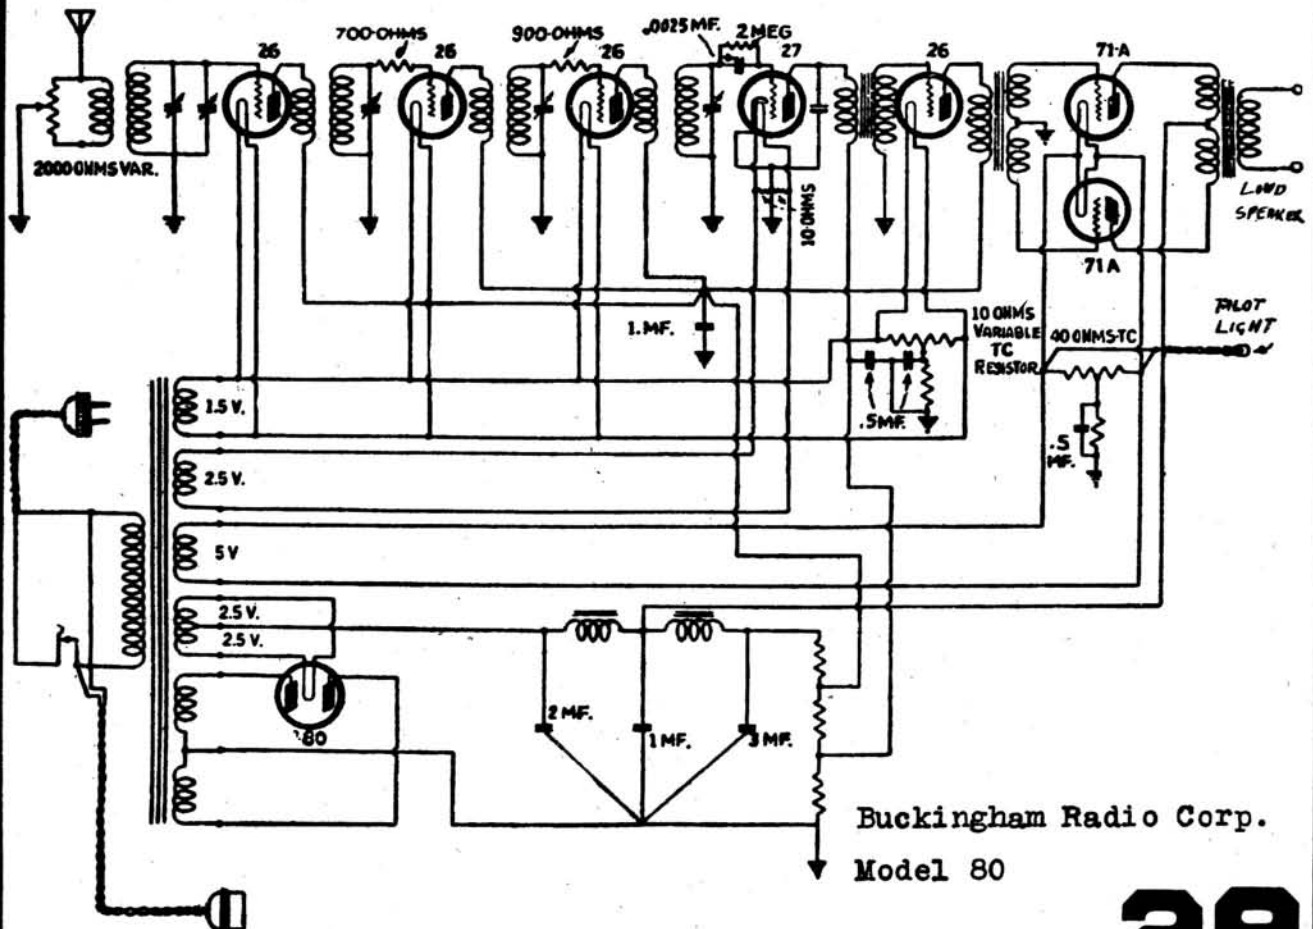 700-OHMS
900-OHMS
.0025 MF.
2 MEG
26
26
26
27
26
71-A
2000 OHMS VAR.
10-OHMS
LOUD
SPEAKER
71A
1. MF.
10 OHMS
VARIABLE
TC
RESISTOR
40 OHMS-TC
PILOT
LIGHT
1.5 V.
.5 MF.
.5
MF.
2.5 V.
5 V
2.5 V.
2.5 V.
80
2 MF.
1 MF.
3 MF.
Buckingham Radio Corp.
Model 80